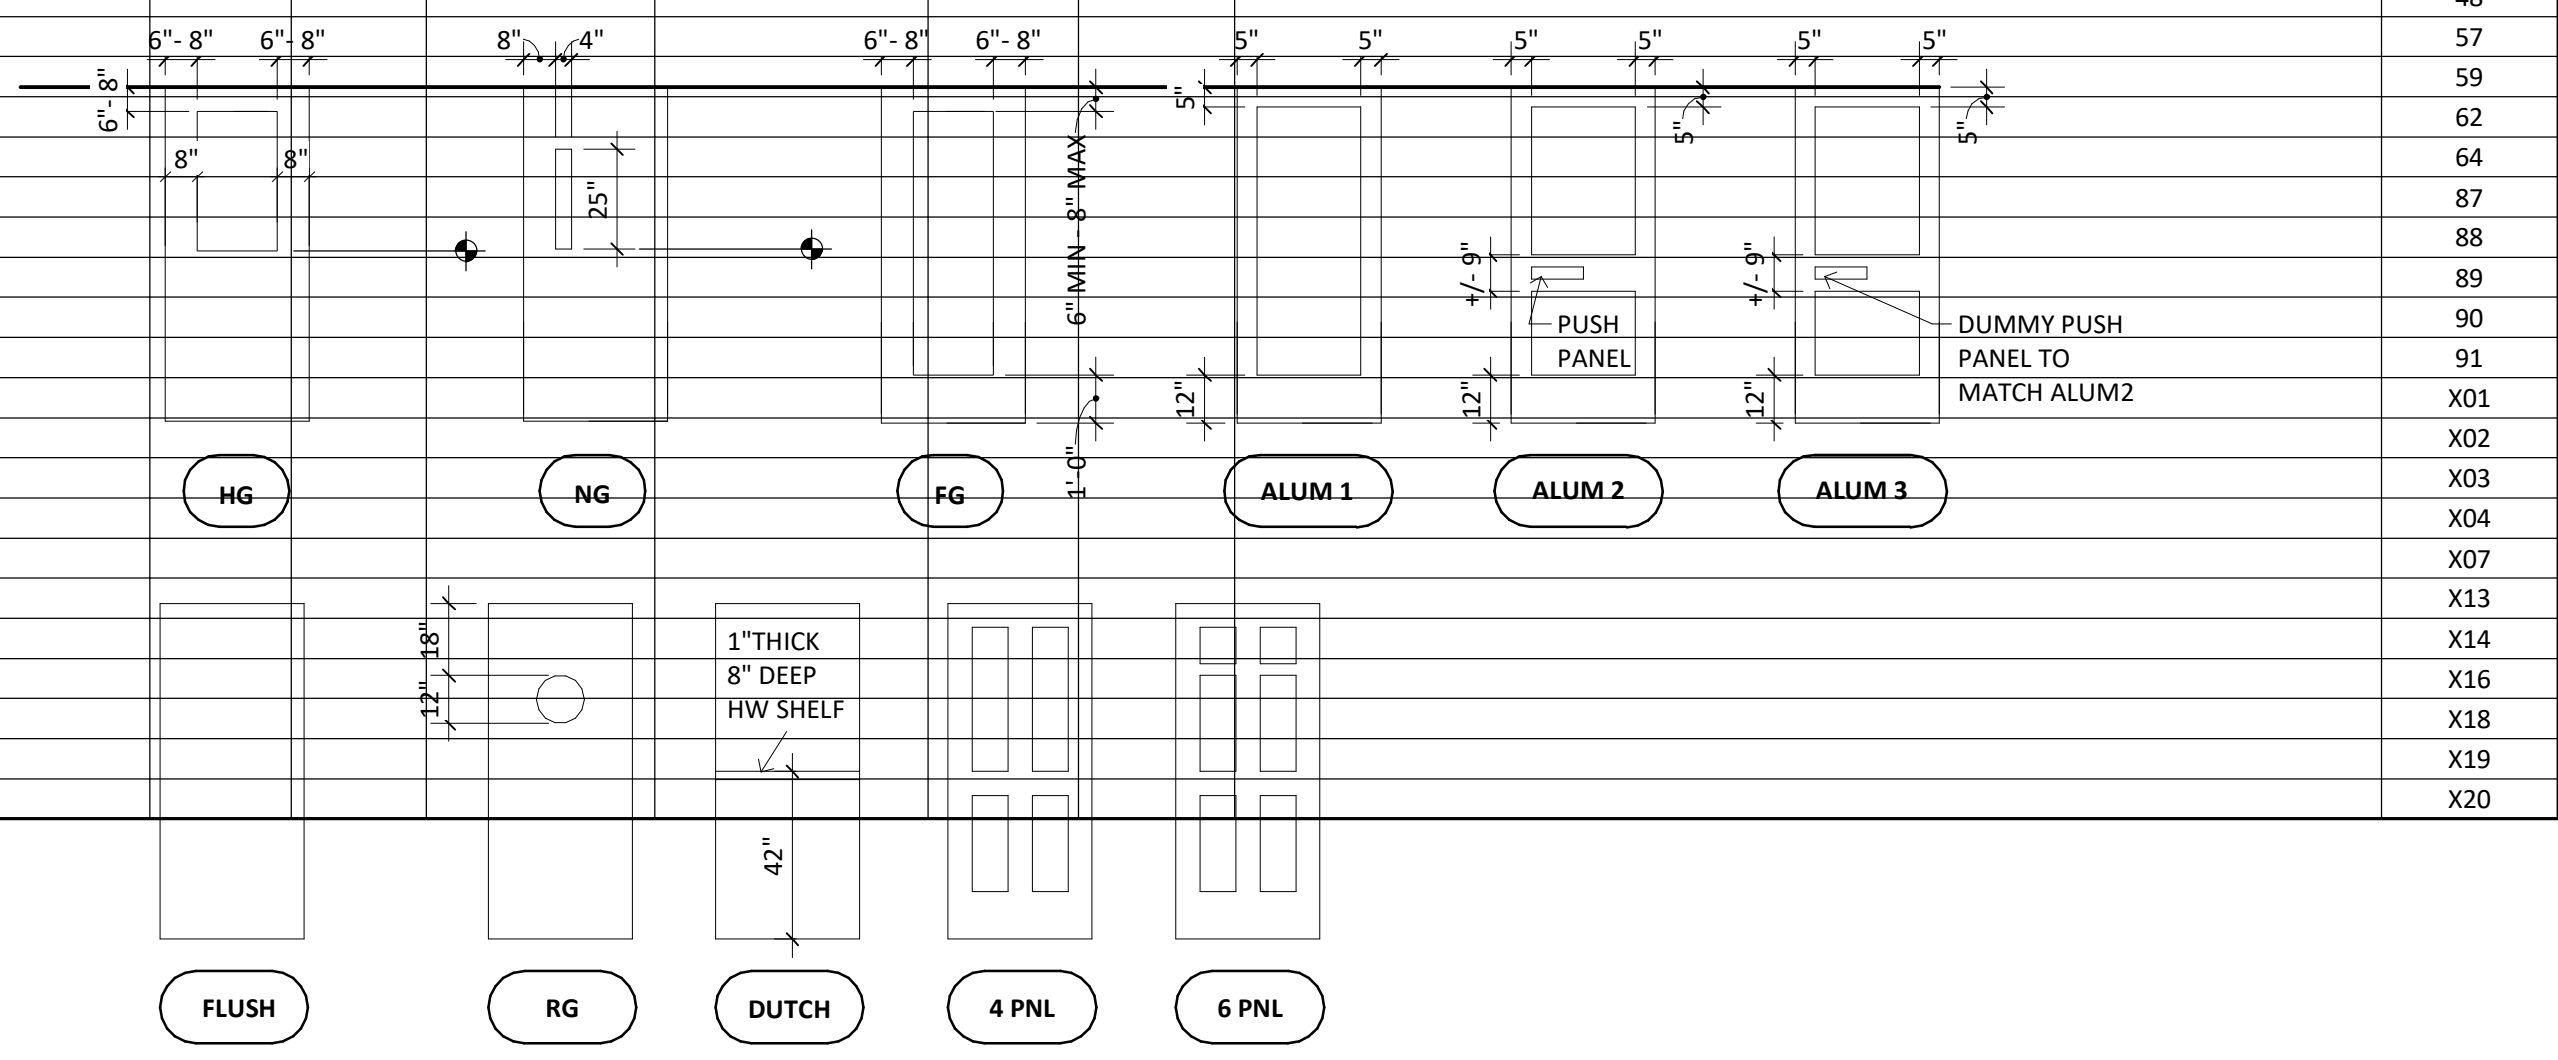 48
6"- 8" 6"- 8" 8" 4" 6"- 8" 6"- 8" 5" 5" 5" 5" 5" 5" 57
6"- 8" 5" 59
5" 5" 62
8" 8" 64
25" 6" MIN - 8" MAX 87
88
+/- 9" +/- 9" 89
PUSH DUMMY PUSH 90
PANEL PANEL TO 91
12" 12" 12" MATCH ALUM2 X01
X02
1'-0" X03
HG NG FG ALUM 1 ALUM 2 ALUM 3
X04
X07
X13
18" 1"THICK X14
8" DEEP X16
12" HW SHELF X18
X19
X20
42"
FLUSH RG DUTCH 4 PNL 6 PNL